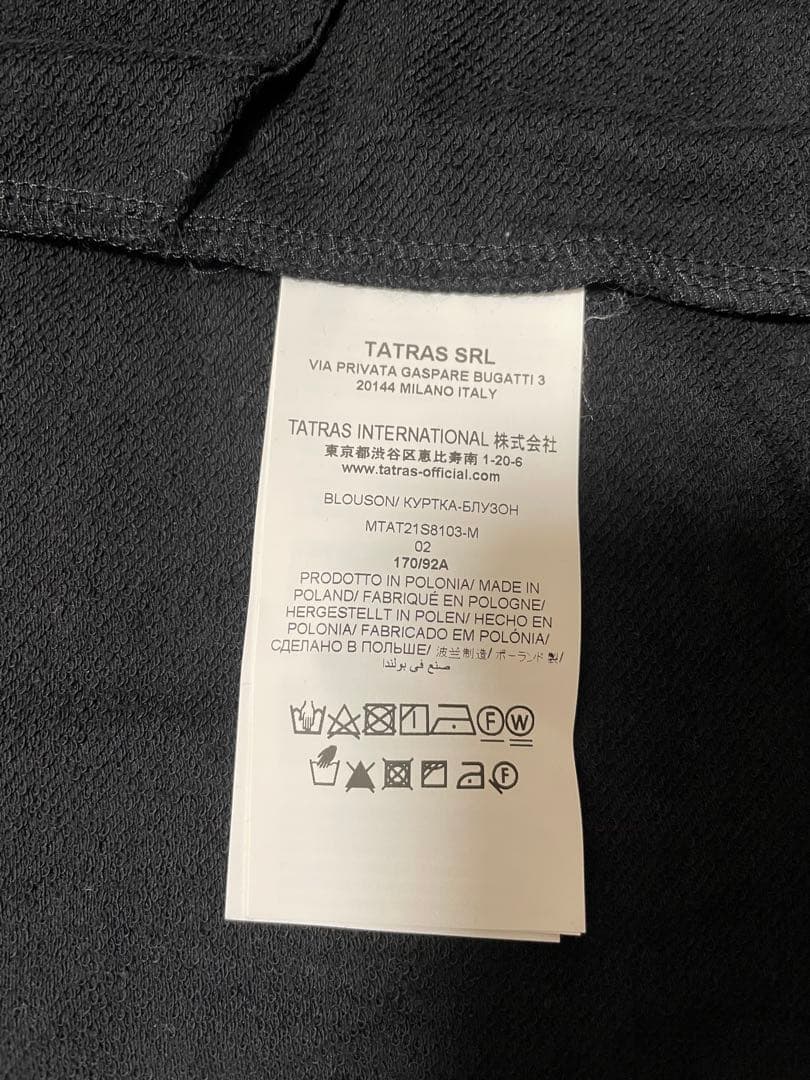 TATRAS SRL
VIA PRIVATA GASPARE BUGATTI 3
20144 MILANO ITALY
TATRAS INTERNATIONAL 株式会社
東京都渋谷区恵比寿南 1-20-6
www.tatras-official.com
BLOUSON/ КУРТКА-БЛУЗОН
MTAT21S8103-M
02
170/92A
PRODOTTO IN POLONIA/ MADE IN
POLAND/ FABRIQUÉ EN POLOGNE/
HERGESTELLT IN POLEN/ HECHO EN
POLONIA/ FABRICADO EM POLÓNIA/
СДЕЛАНО В ПОЛЬШЕ/ 波兰制造/ ポーランド製/
صنع في بولندا
F W
F